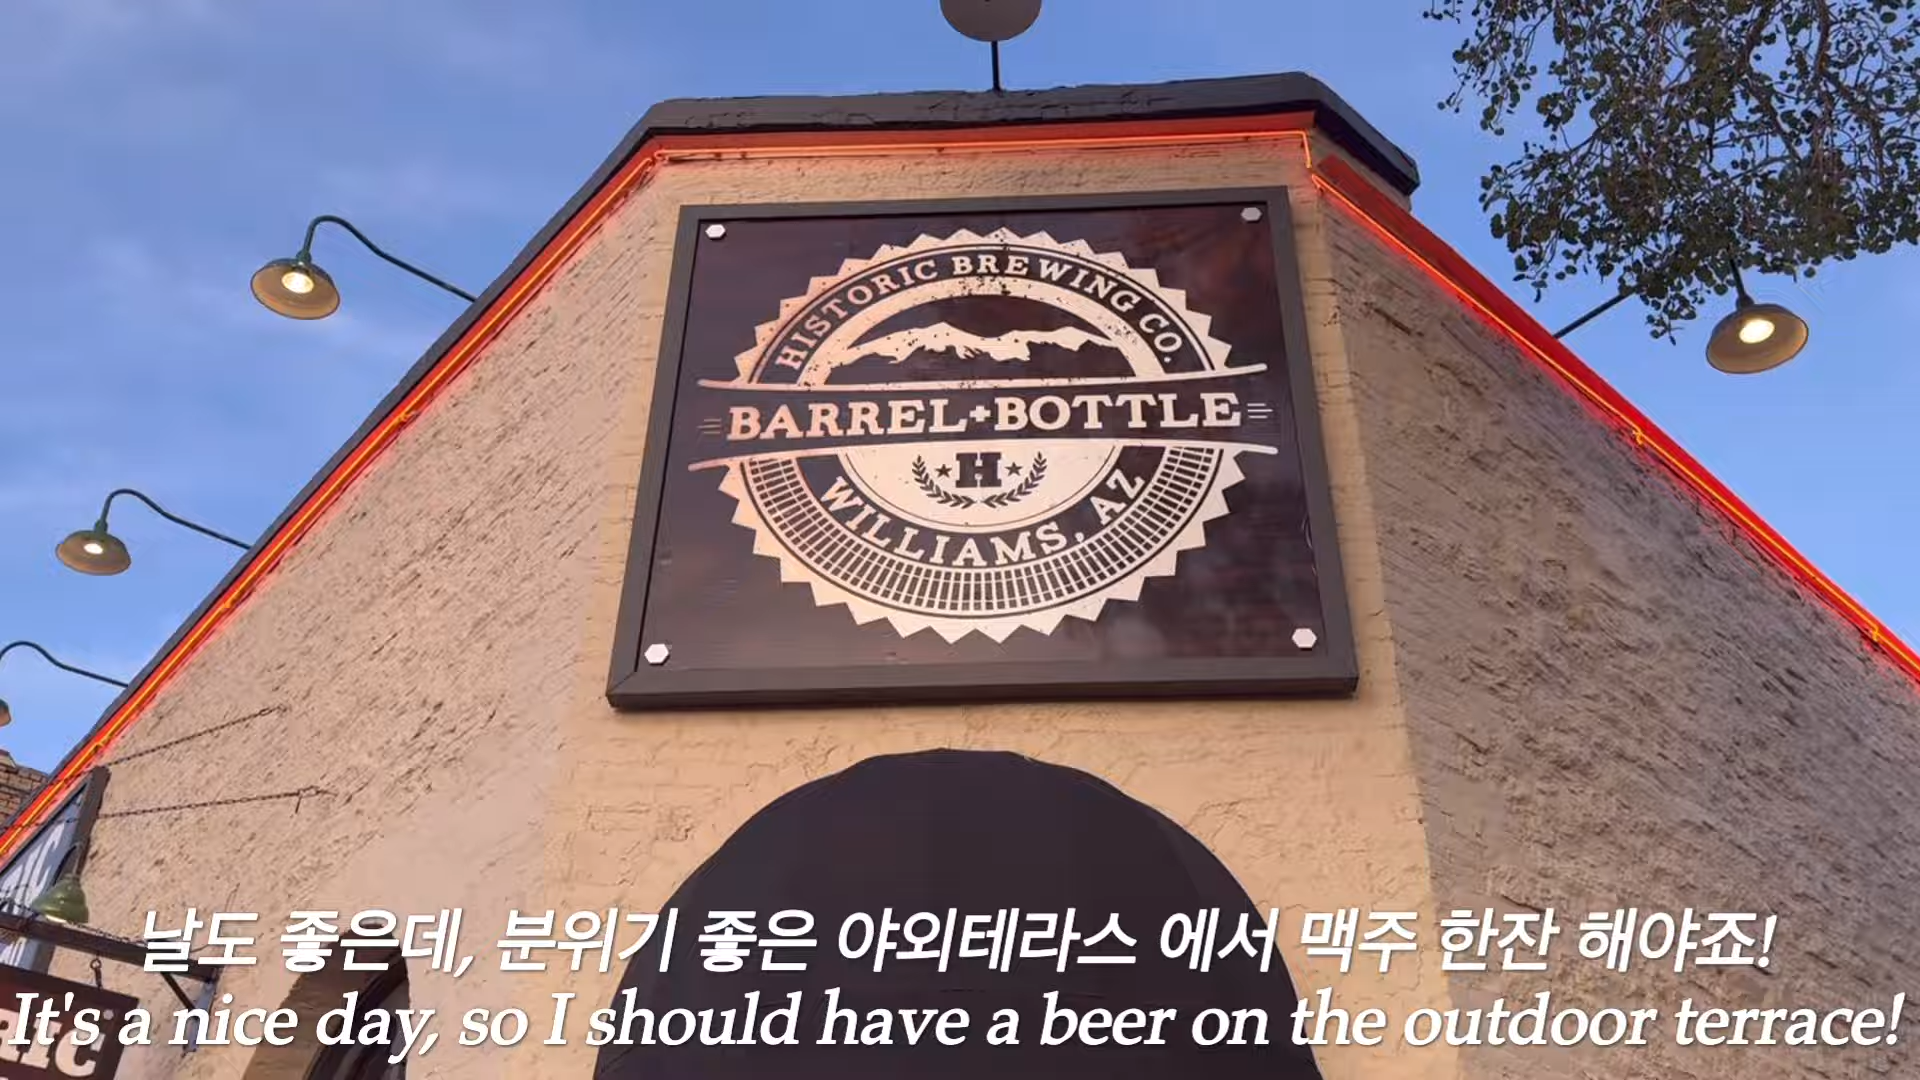 HISTORIC BREWING CO.
BARREL+BOTTLE
H
WILLIAMS, AZ
날도 좋은데, 분위기 좋은 야외테라스 에서 맥주 한잔 해야죠!
It's a nice day, so I should have a beer on the outdoor terrace!